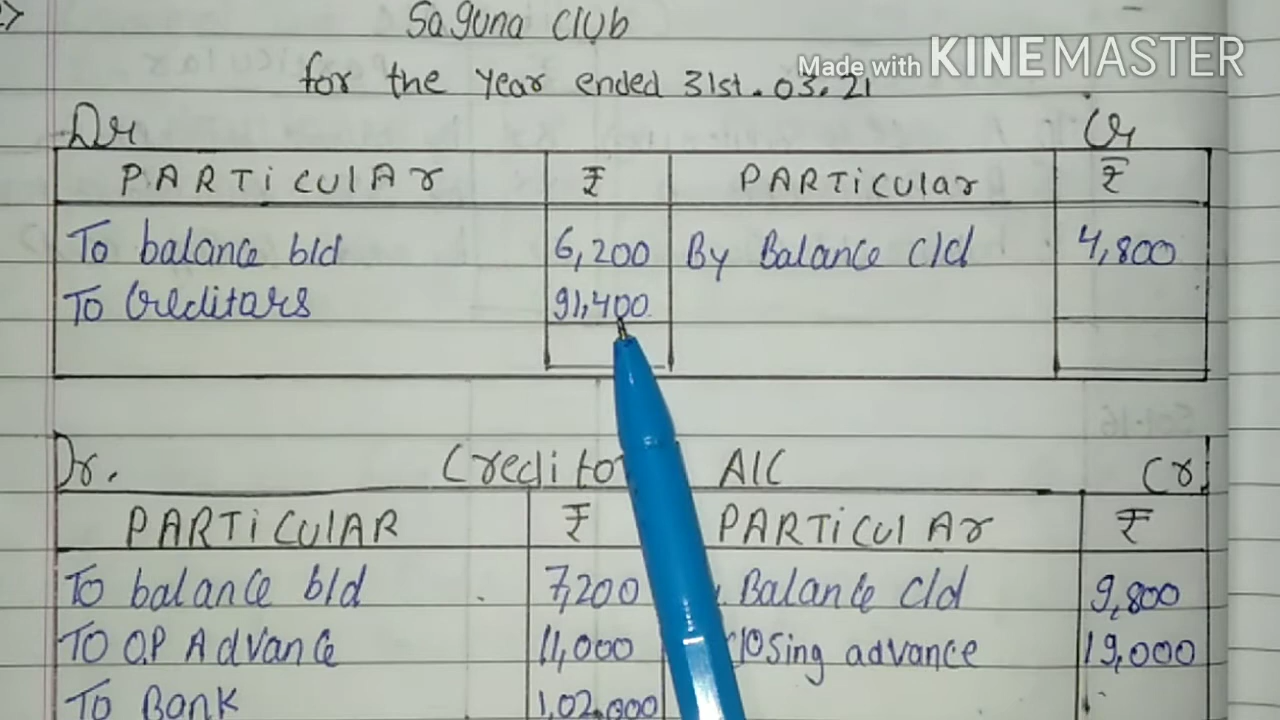 Saguna Club
for the year ended 31st. 03. 21
Made with KINEMASTER
Dr Cr
PARTiculAr ₹ PARTicular ₹
To balance b/d 6,200 By Balance C/d 4,800
To Creditars 91,400
Dr. Credito A/C Cr.
PARTiCulAR ₹ PARTiCulAr ₹
To balance b/d 7,200 Balance c/d 9,800
To O.P Advance 11,000 closing advance 19,000
To Bank 1,02,000